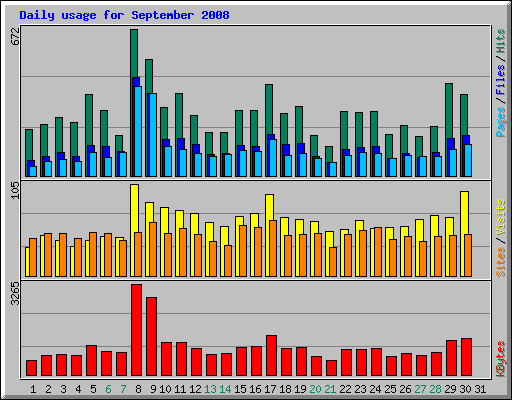 Daily usage for September 2008
672
Pages / Files / Hits
105
Sites / Visits
3265
KBytes
1 2 3 4 5 6 7 8 9 10 11 12 13 14 15 16 17 18 19 20 21 22 23 24 25 26 27 28 29 30 31